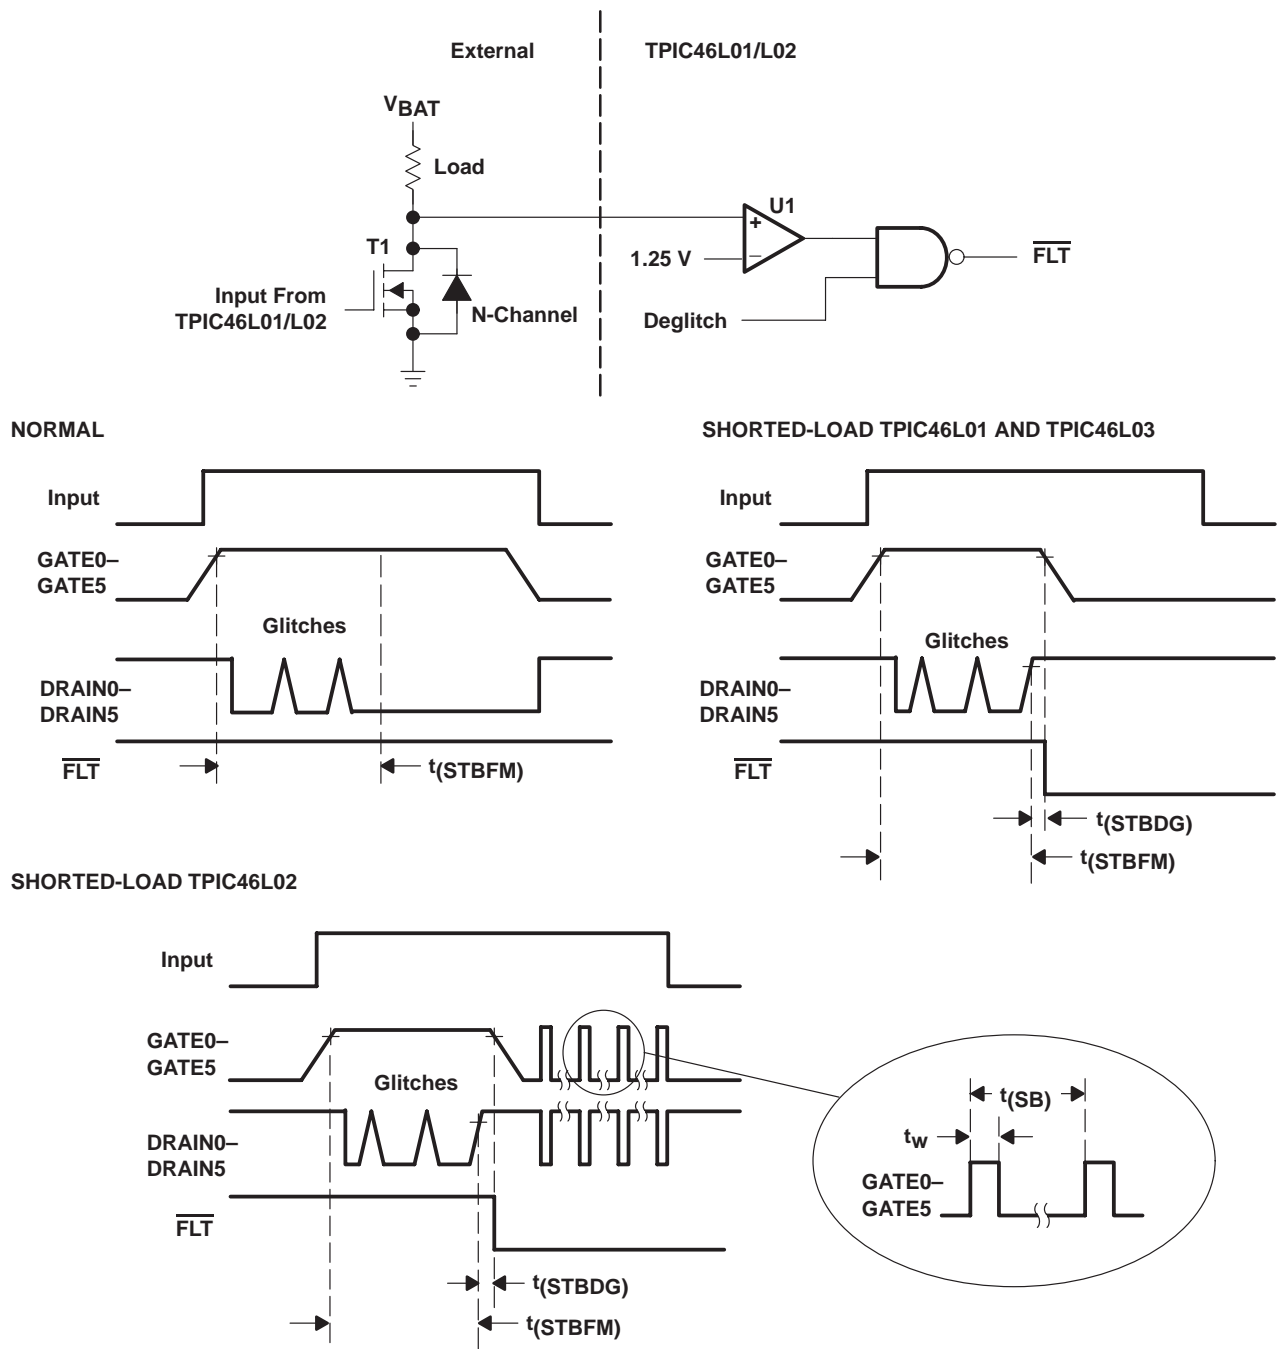 External
TPIC46L01/L02
VBAT
Load
T1
Input From
TPIC46L01/L02
N-Channel
U1
+
–
1.25 V
Deglitch
FLT
NORMAL
Input
GATE0–
GATE5
Glitches
DRAIN0–
DRAIN5
FLT
t(STBFM)
SHORTED-LOAD TPIC46L01 AND TPIC46L03
Input
GATE0–
GATE5
Glitches
DRAIN0–
DRAIN5
FLT
t(STBDG)
t(STBFM)
SHORTED-LOAD TPIC46L02
Input
GATE0–
GATE5
Glitches
DRAIN0–
DRAIN5
FLT
t(STBDG)
t(STBFM)
t(SB)
tw
GATE0–
GATE5